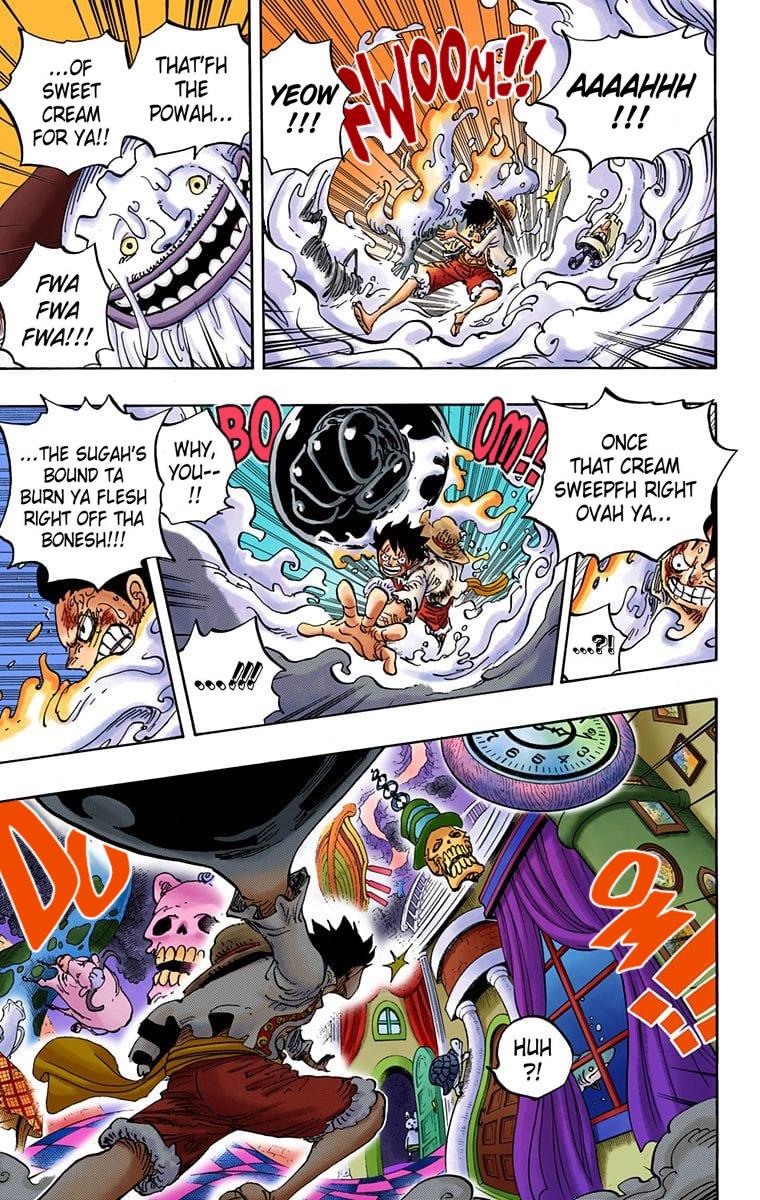 AAAAHHH
!!!
FWOOM!!
YEOW
!!!
THAT'FH
THE
POWAH...
...OF
SWEET
CREAM
FOR YA!!
FWA
FWA
FWA!!!
ONCE
THAT CREAM
SWEEPFH RIGHT
OVAH YA...
...?!
BOOM!!
WHY,
YOU--
!!
...!!!
...THE SUGAH'S
BOUND TA
BURN YA FLESH
RIGHT OFF THA
BONESH!!!
DOOM!!!
HUH
?!